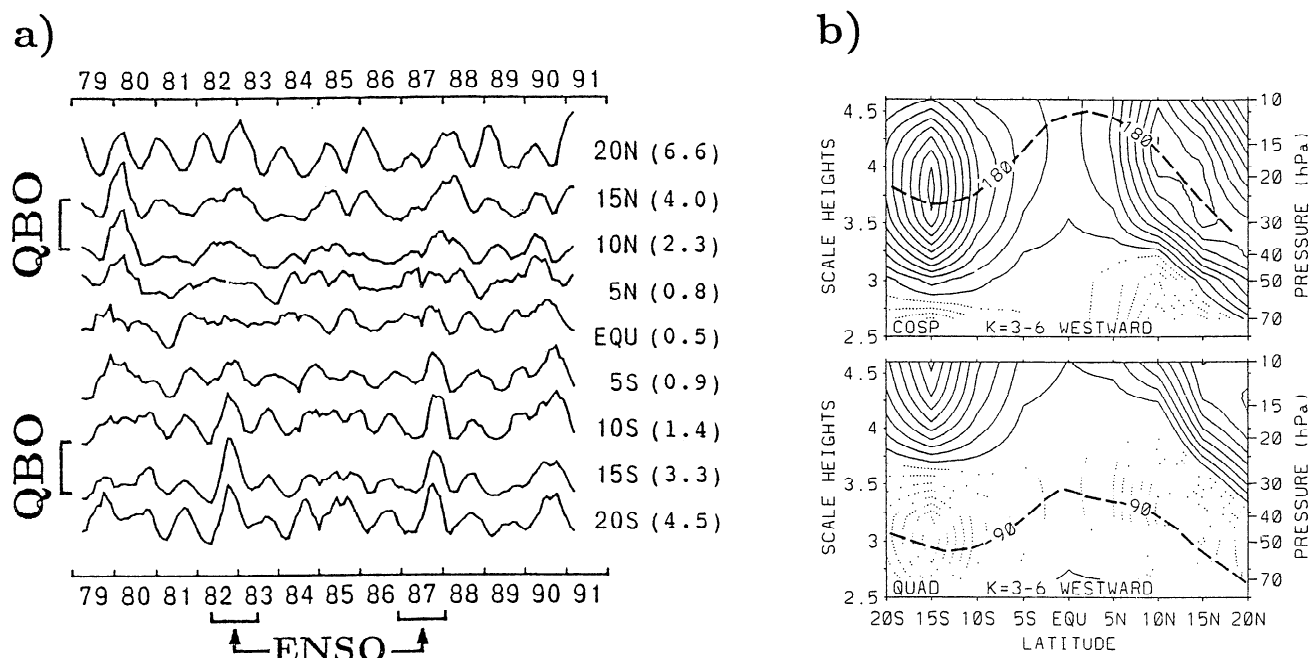 a)
79 80 81 82 83 84 85 86 87 88 89 90 91
20N (6.6)
15N (4.0)
10N (2.3)
5N (0.8)
EQU (0.5)
5S (0.9)
10S (1.4)
15S (3.3)
20S (4.5)
QBO
QBO
79 80 81 82 83 84 85 86 87 88 89 90 91
ENSO
b)
SCALE HEIGHTS
4.5
4
3.5
3
2.5
180
180
COSP K=3-6 WESTWARD
10
15
20
30
40
50
70
PRESSURE (hPa)
SCALE HEIGHTS
4.5
4
3.5
3
2.5
90
90
QUAD K=3-6 WESTWARD
10
15
20
30
40
50
70
PRESSURE (hPa)
20S 15S 10S 5S EQU 5N 10N 15N 20N
LATITUDE